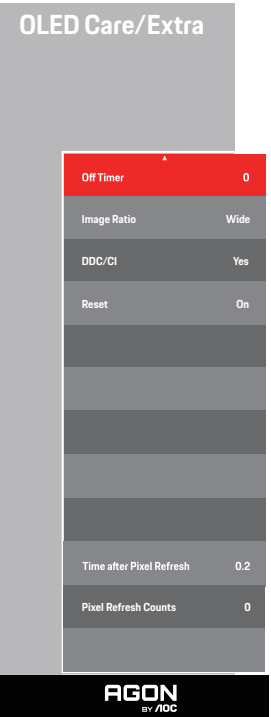 OLED Care/Extra
Off Timer 0
Image Ratio Wide
DDC/CI Yes
Reset On
Time after Pixel Refresh 0.2
Pixel Refresh Counts 0
AGON
BY AOC